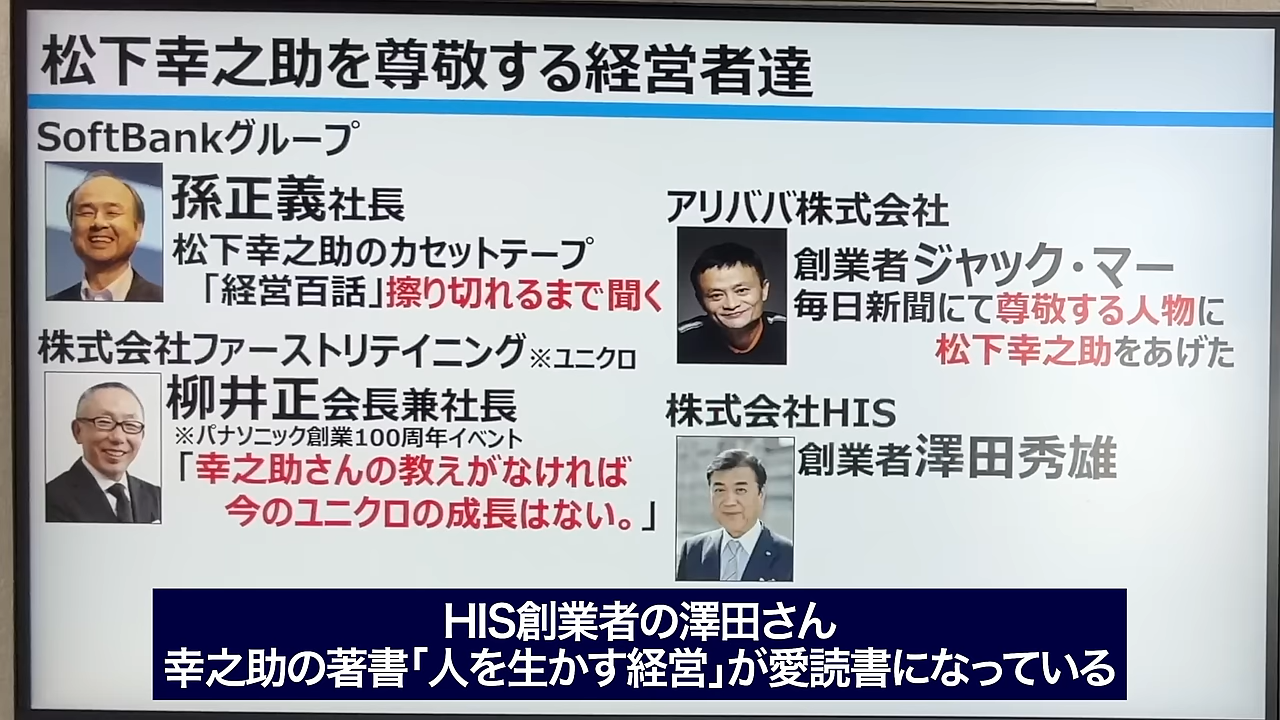 松下幸之助を尊敬する経営者達
SoftBankグループ
孫正義社長
松下幸之助のカセットテープ
「経営百話」擦り切れるまで聞く
株式会社ファーストリテイニング※ユニクロ
柳井正会長兼社長
※パナソニック創業100周年イベント
「幸之助さんの教えがなければ
今のユニクロの成長はない。」
アリババ株式会社
創業者ジャック・マー
毎日新聞にて尊敬する人物に
松下幸之助をあげた
株式会社HIS
創業者澤田秀雄
HIS創業者の澤田さん
幸之助の著書「人を生かす経営」が愛読書になっている